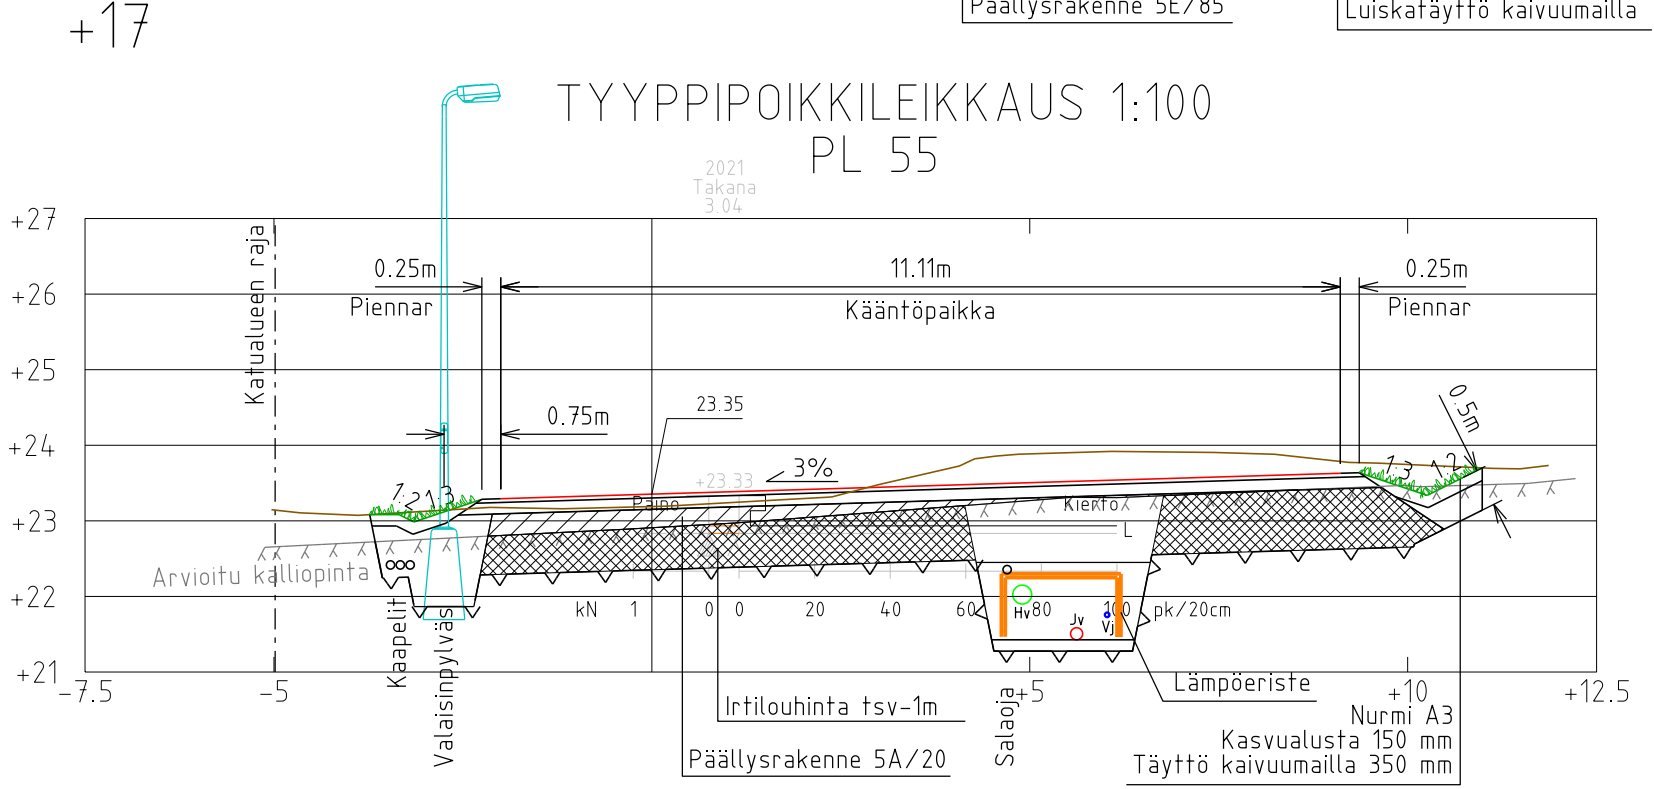 +17
Päällysrakenne 5E/85
Luiskatäyttö kaivuumailla
TYYPPIPOIKKILEIKKAUS 1:100
PL 55
2021
Takana
3.04
+27
+26
+25
+24
+23
+22
+21
Katualueen raja
0.25m
Piennar
11.11m
Kääntöpaikka
0.25m
Piennar
0.75m
23.35
+23.33
3%
0.5m
1:2
1:3
1:3
1:2
Paino
Kierto
L
Arvioitu kalliopinta
Kaapelit
Valaisinpylväs
kN 1 0 0 20 40 60 80 100 pk/20cm
Hv
Jv
Vj
-7.5
-5
+5
+10
+12.5
Salaoja
Lämpöeriste
Irtilouhinta tsv-1m
Päällysrakenne 5A/20
Nurmi A3
Kasvualusta 150 mm
Täyttö kaivuumailla 350 mm